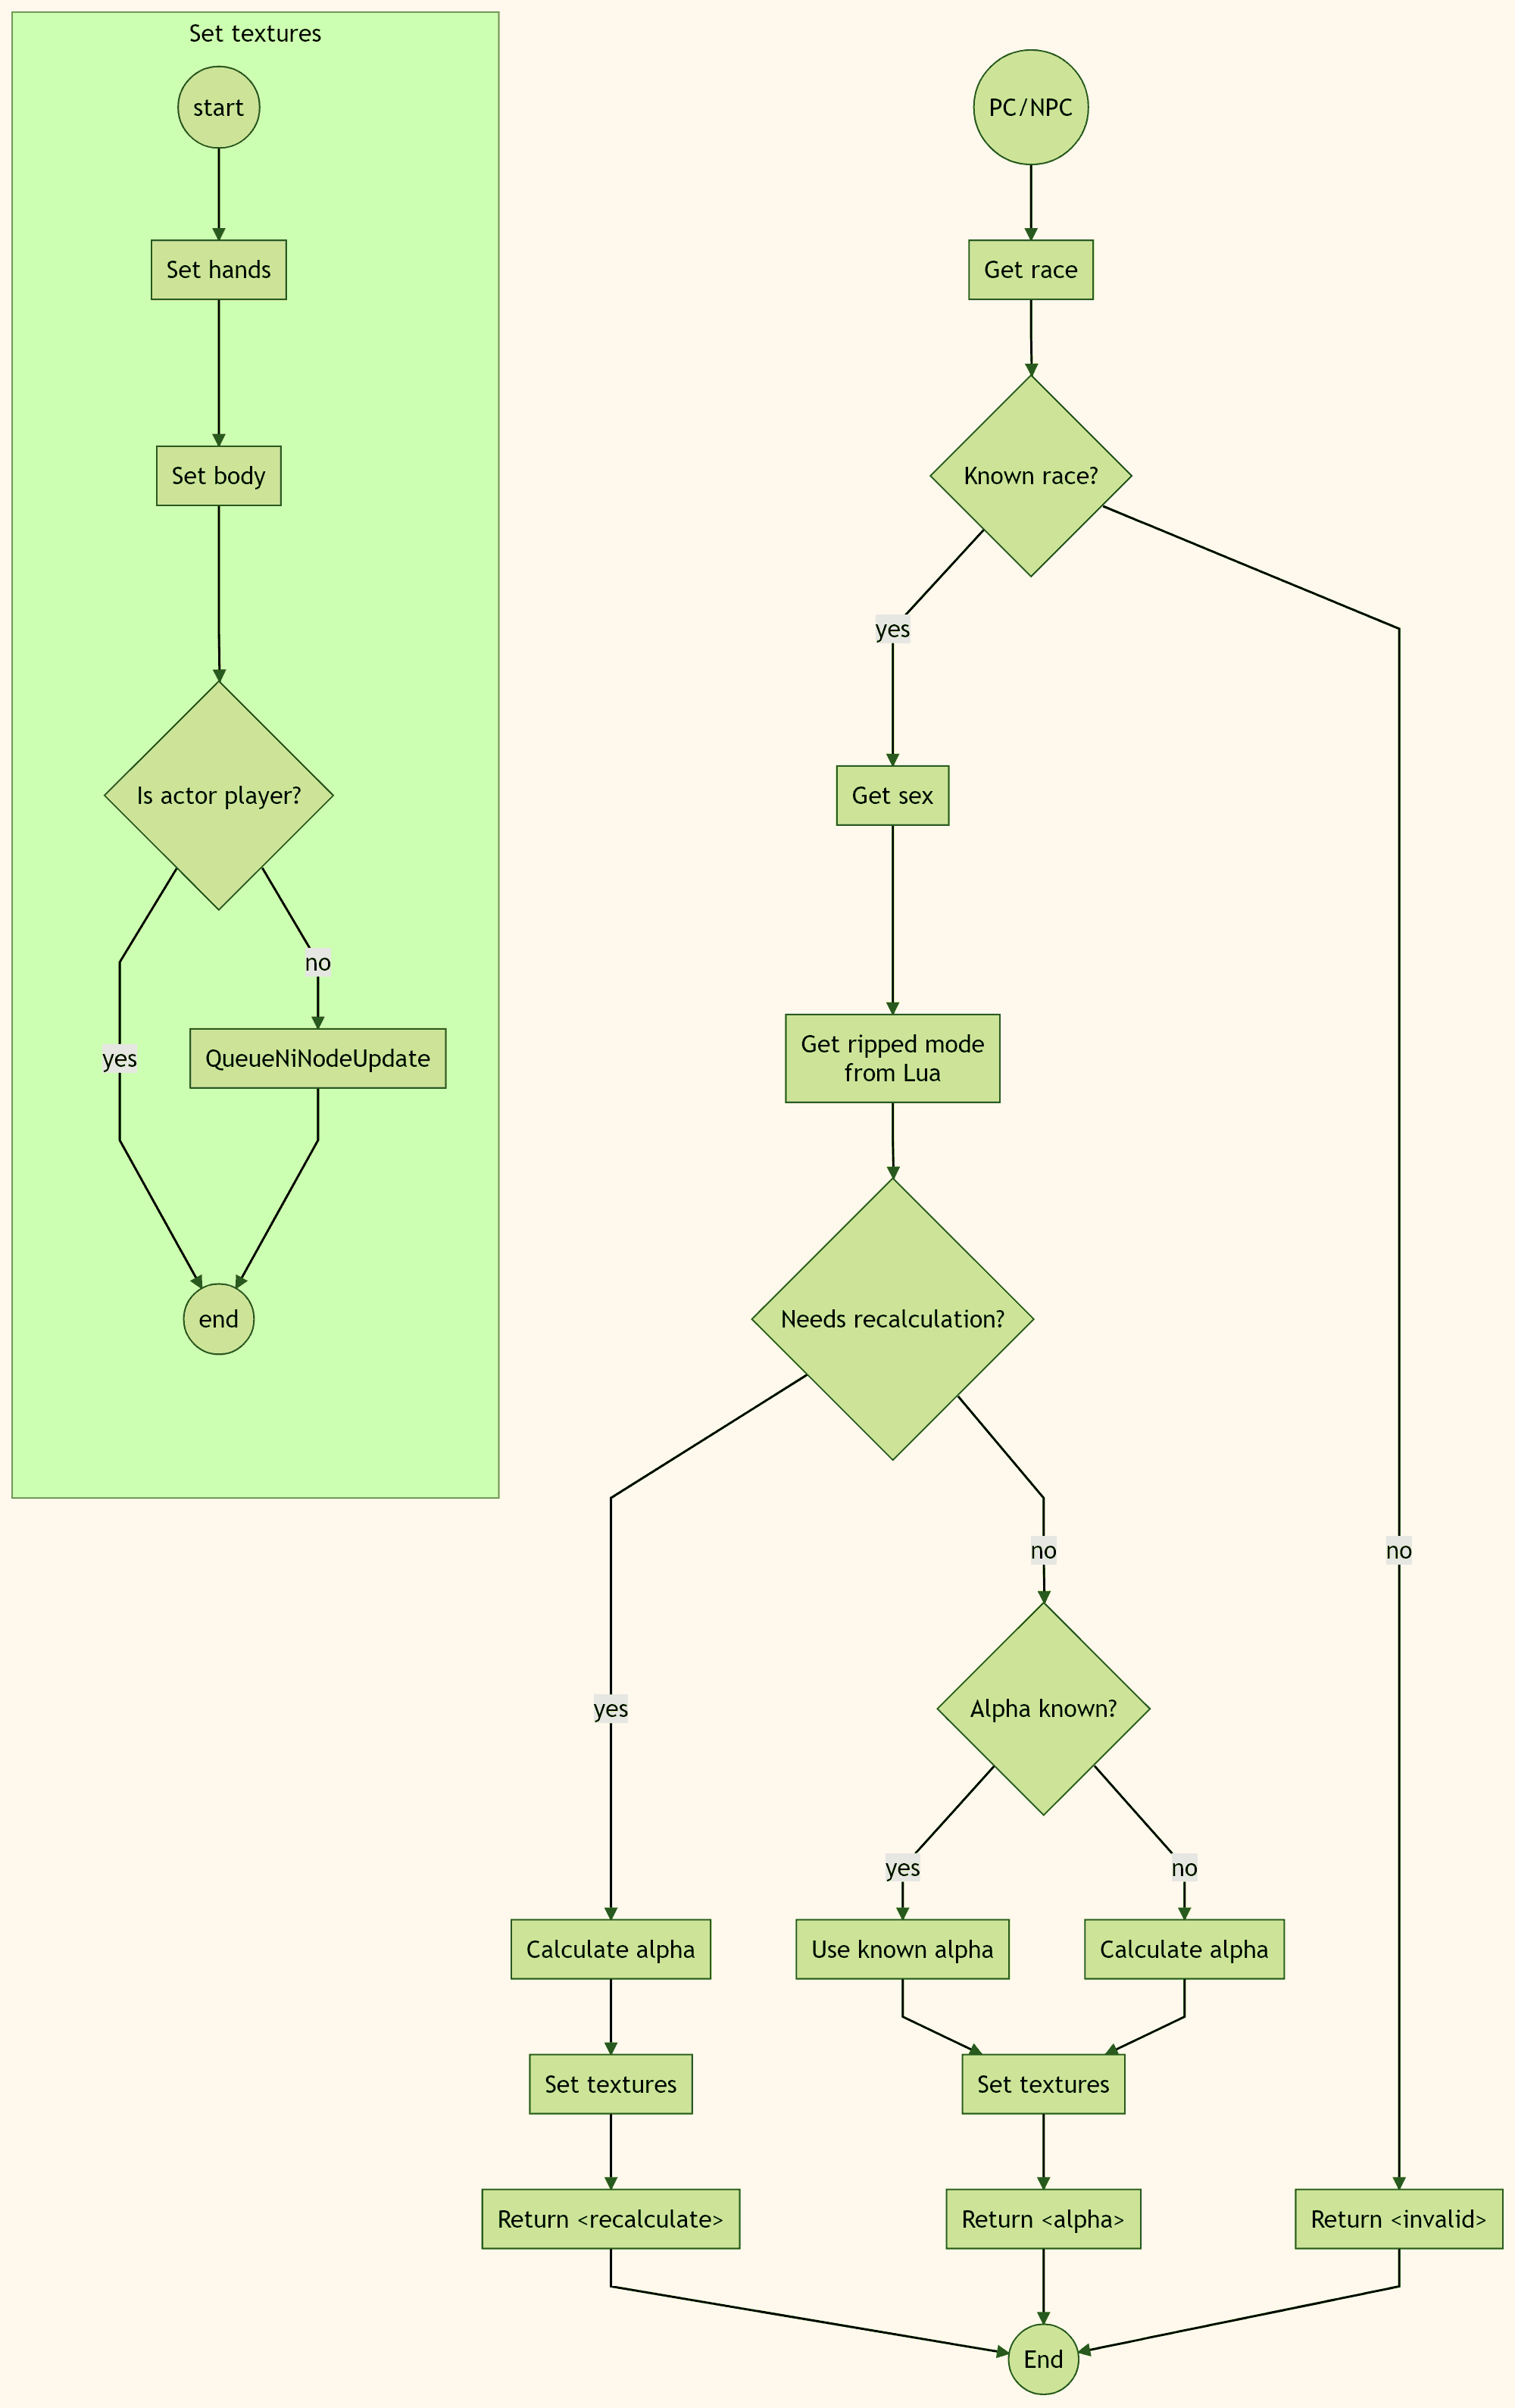 Set textures
start
Set hands
Set body
Is actor player?
yes
no
QueueNiNodeUpdate
end
PC/NPC
Get race
Known race?
yes
no
Get sex
Get ripped mode
from Lua
Needs recalculation?
yes
no
Alpha known?
yes
no
Calculate alpha
Use known alpha
Calculate alpha
Set textures
Set textures
Return <recalculate>
Return <alpha>
Return <invalid>
End